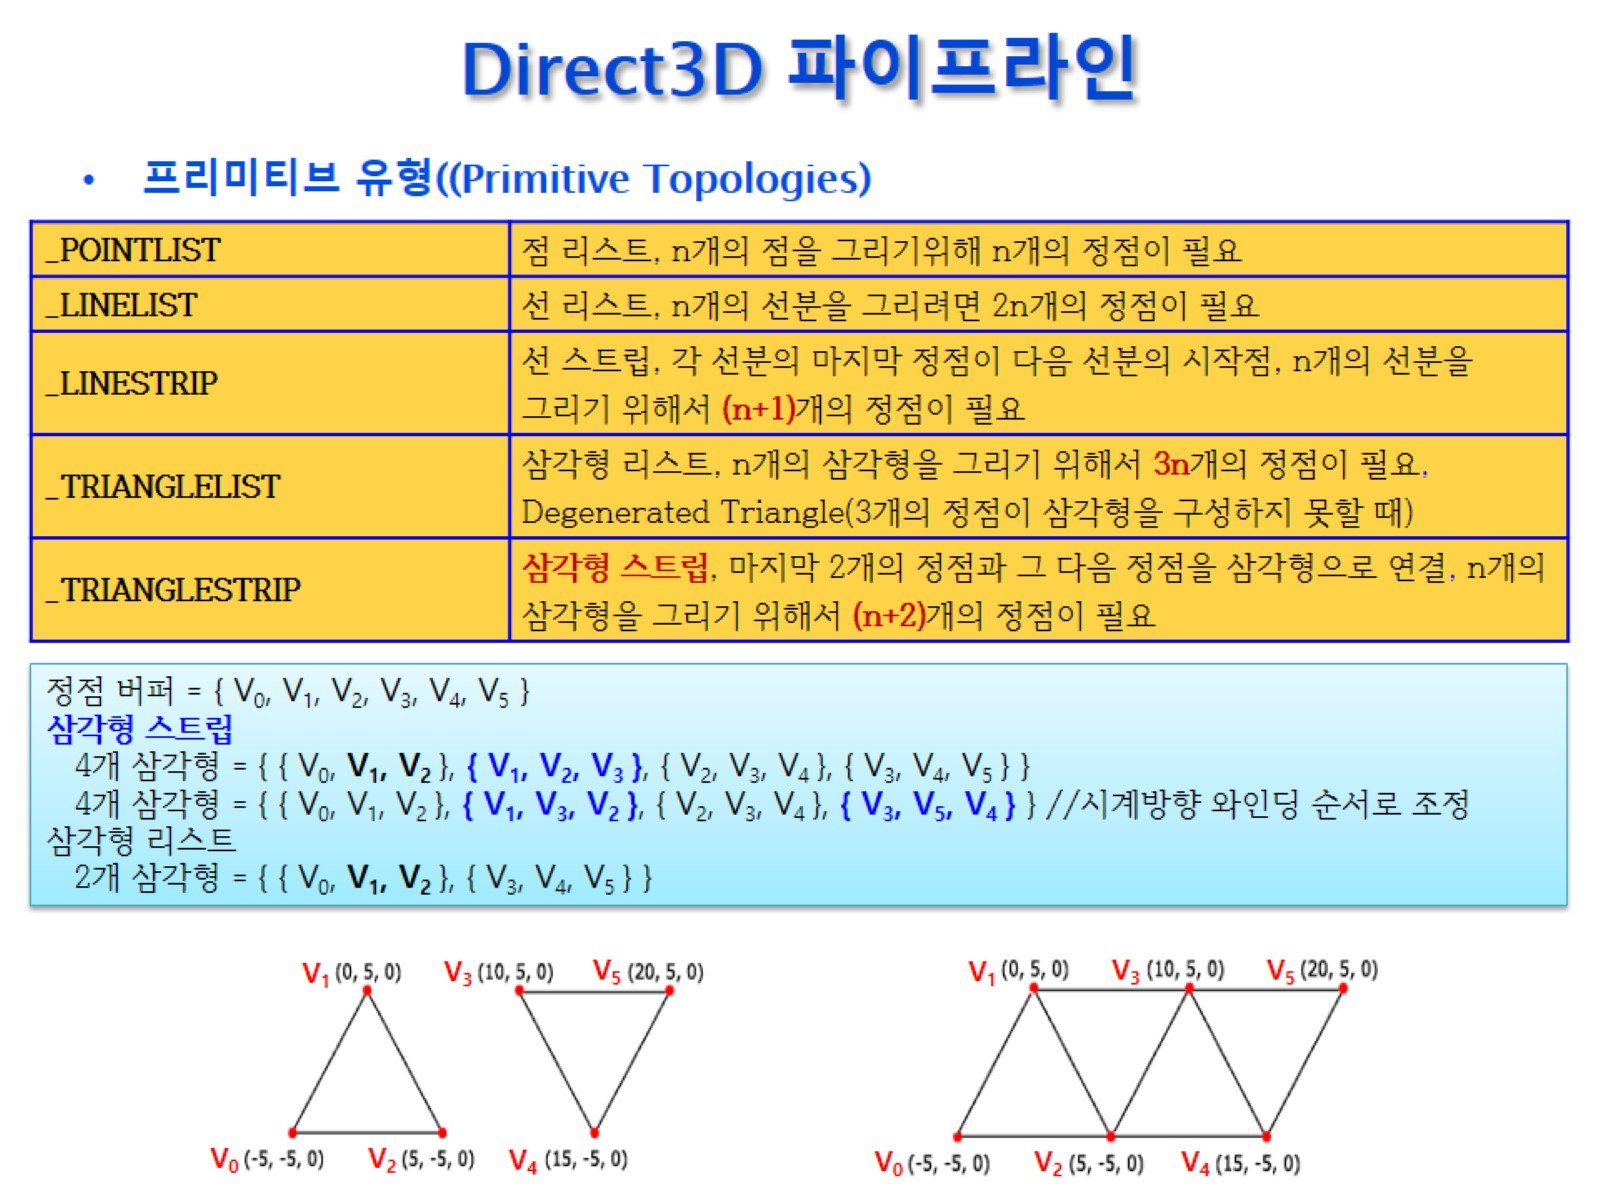 Direct3D 파이프라인
• 프리미티브 유형((Primitive Topologies)
_POINTLIST 점 리스트, n개의 점을 그리기위해 n개의 정점이 필요
_LINELIST 선 리스트, n개의 선분을 그리려면 2n개의 정점이 필요
_LINESTRIP 선 스트립, 각 선분의 마지막 정점이 다음 선분의 시작점, n개의 선분을
그리기 위해서 (n+1)개의 정점이 필요
_TRIANGLELIST 삼각형 리스트, n개의 삼각형을 그리기 위해서 3n개의 정점이 필요,
Degenerated Triangle(3개의 정점이 삼각형을 구성하지 못할 때)
_TRIANGLESTRIP 삼각형 스트립, 마지막 2개의 정점과 그 다음 정점을 삼각형으로 연결, n개의
삼각형을 그리기 위해서 (n+2)개의 정점이 필요
정점 버퍼 = { V0, V1, V2, V3, V4, V5 }
삼각형 스트립
4개 삼각형 = { { V0, V1, V2 }, { V1, V2, V3 }, { V2, V3, V4 }, { V3, V4, V5 } }
4개 삼각형 = { { V0, V1, V2 }, { V1, V3, V2 }, { V2, V3, V4 }, { V3, V5, V4 } } //시계방향 와인딩 순서로 조정
삼각형 리스트
2개 삼각형 = { { V0, V1, V2 }, { V3, V4, V5 } }
V1 (0, 5, 0) V3 (10, 5, 0) V5 (20, 5, 0)
V0 (-5, -5, 0) V2 (5, -5, 0) V4 (15, -5, 0)
V1 (0, 5, 0) V3 (10, 5, 0) V5 (20, 5, 0)
V0 (-5, -5, 0) V2 (5, -5, 0) V4 (15, -5, 0)